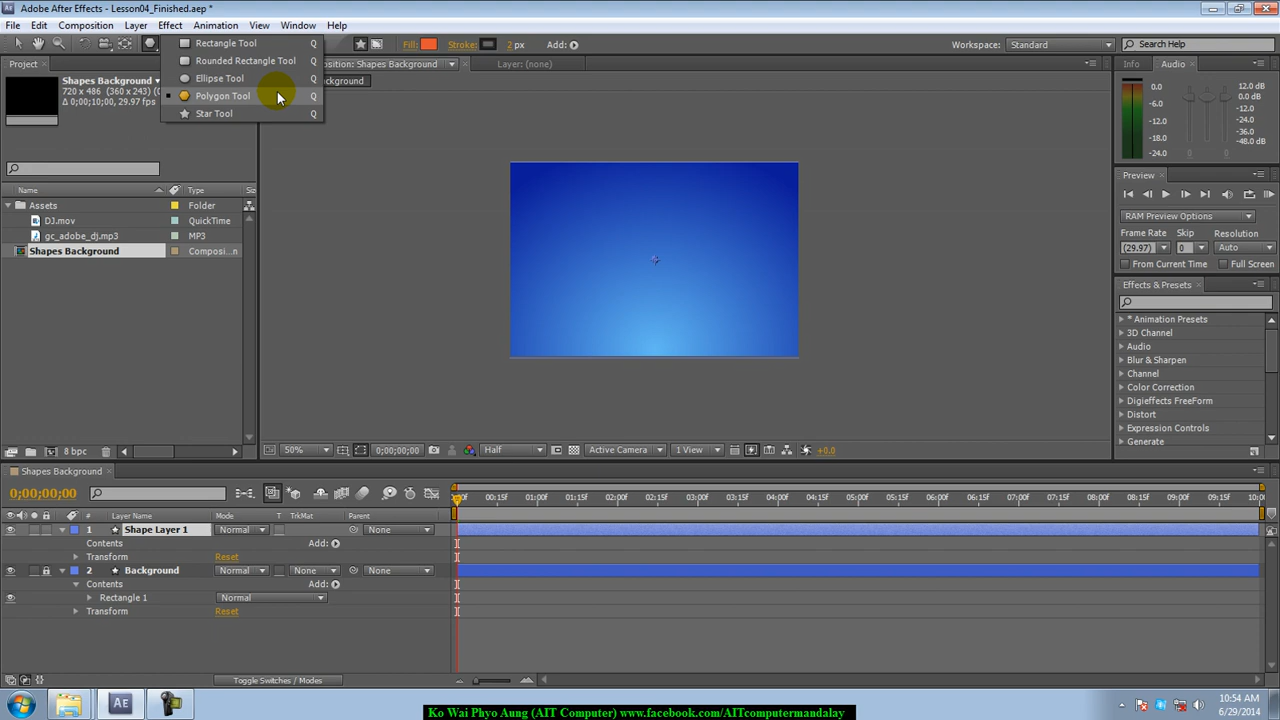 Adobe After Effects - Lesson04_Finished.aep *
File Edit Composition Layer Effect Animation View Window Help
Fill: Stroke: 2 px Add: Workspace: Standard Search Help
Rectangle Tool Q
Rounded Rectangle Tool Q
Ellipse Tool Q
Polygon Tool Q
Star Tool Q
Project
position: Shapes Background Layer: (none)
ackground
Shapes Background
720 x 486 (360 x 243) (0.91)
Δ 0;00;10;00, 29.97 fps
Name Type Siz
Assets Folder
DJ.mov QuickTime
gc_adobe_dj.mp3 MP3
Shapes Background Composi...n
8 bpc
50% 0;00;00;00 Half Active Camera 1 View +0.0
Info Audio
0.0
-6.0
-12.0
-18.0
-24.0
12.0 dB
0.0 dB
-12.0
-24.0
-36.0
-48.0 dB
Preview
RAM Preview Options
Frame Rate Skip Resolution
(29.97) 0 Auto
From Current Time Full Screen
Effects & Presets
* Animation Presets
3D Channel
Audio
Blur & Sharpen
Channel
Color Correction
Digieffects FreeForm
Distort
Expression Controls
Generate
Shapes Background
0;00;00;00
# Layer Name Mode T TrkMat Parent
00:15f 01:00f 01:15f 02:00f 02:15f 03:00f 03:15f 04:00f 04:15f 05:00f 05:15f 06:00f 06:15f 07:00f 07:15f 08:00f 08:15f 09:00f 09:15f 10:00
1 Shape Layer 1 Normal None
Contents Add:
Transform Reset
2 Background Normal None None
Contents Add:
Rectangle 1 Normal
Transform Reset
Toggle Switches / Modes
Ko Wai Phyo Aung (AIT Computer) www.facebook.com/AITcomputermandalay
10:54 AM
6/29/2014